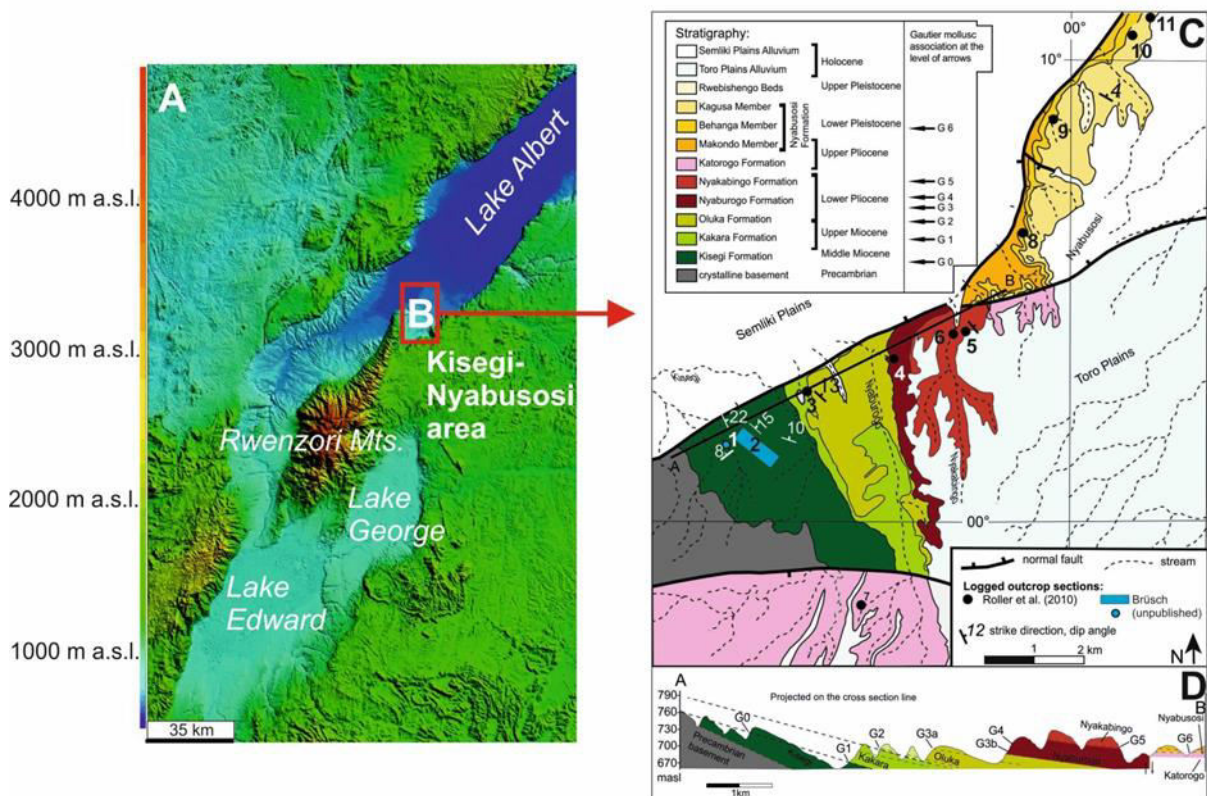 A
4000 m a.s.l.
3000 m a.s.l.
2000 m a.s.l.
1000 m a.s.l.
Lake Albert
B
Kisegi-
Nyabusosi
area
Rwenzori Mts.
Lake
George
Lake
Edward
35 km
C
Stratigraphy:
Gautier mollusc
association at the
level of arrows
Semliki Plains Alluvium
Toro Plains Alluvium
Holocene
Rwebishengo Beds
Upper Pleistocene
Kagusa Member
Behanga Member
Makondo Member
Nyabusosi
Formation
Lower Pleistocene
G 6
Katorogo Formation
Upper Pliocene
Nyakabingo Formation
G 5
Nyaburogo Formation
Lower Pliocene
G 4
G 3
Oluka Formation
G 2
Kakara Formation
Upper Miocene
G 1
Kisegi Formation
Middle Miocene
G 0
crystalline basement
Precambrian
00°
11
10
10°
4
9
8
Nyabusosi
B
Semliki Plains
6
5
Toro Plains
4
Kisegi
3
3
Nyaburogo
22
15
10
1
2
8
A
Nyakabingo
00°
7
normal fault
stream
Logged outcrop sections:
Roller et al. (2010)
Brüsch
(unpublished)
12 strike direction, dip angle
1
2 km
N
D
A
B
790
760
730
700
670
masl
Projected on the cross section line
G0
Precambrian
basement
Kisegi
G1
G2
Kakara
G3a
Oluka
G4
G3b
Nyakabingo
G5
Nyabusosi
G6
Katorogo
1km